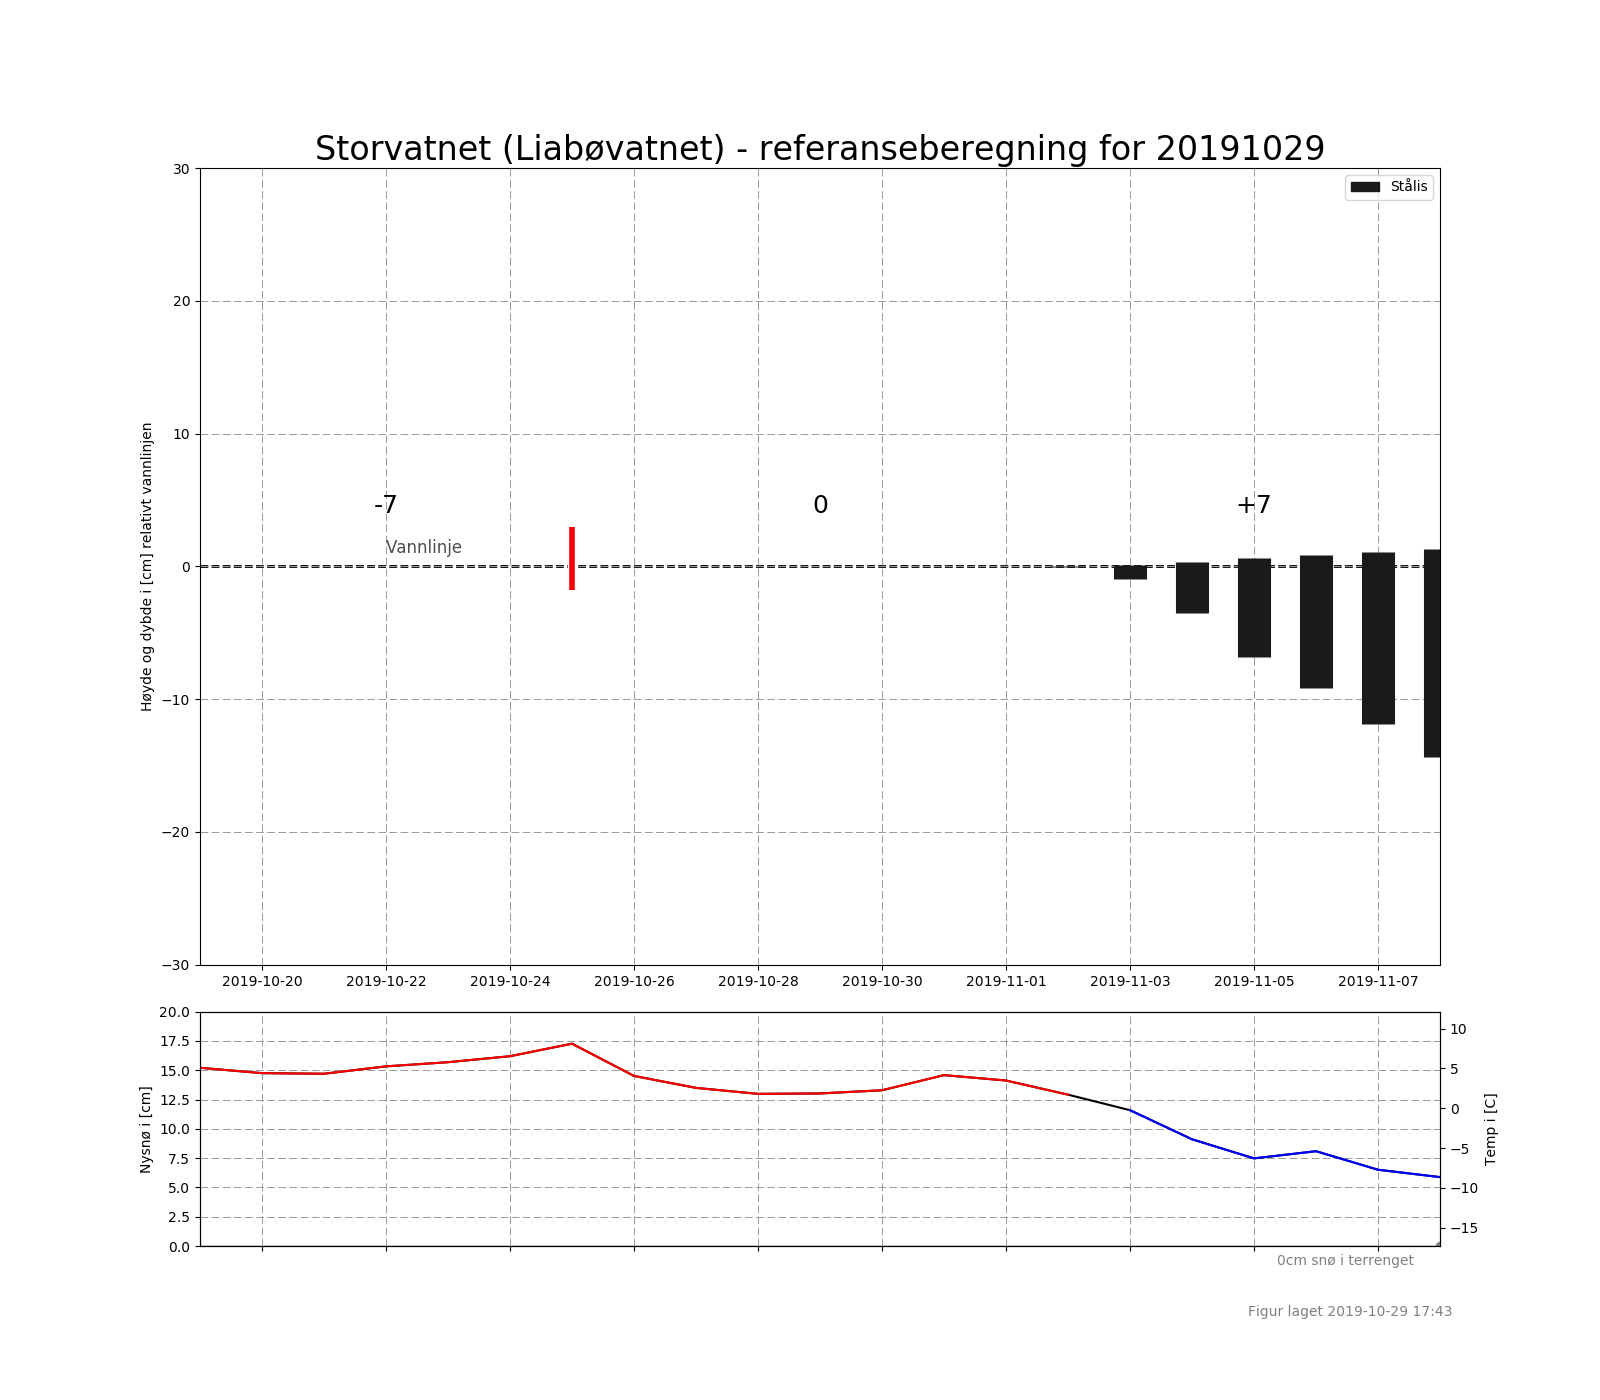 Storvatnet (Liabøvatnet) - referanseberegning for 20191029
Stålis
Høyde og dybde i [cm] relativt vannlinjen
30
20
10
0
−10
−20
−30
-7
0
+7
Vannlinje
2019-10-20 2019-10-22 2019-10-24 2019-10-26 2019-10-28 2019-10-30 2019-11-01 2019-11-03 2019-11-05 2019-11-07
Nysnø i [cm]
20.0
17.5
15.0
12.5
10.0
7.5
5.0
2.5
0.0
10
5
0
−5
−10
−15
Temp i [C]
0cm snø i terrenget
Figur laget 2019-10-29 17:43